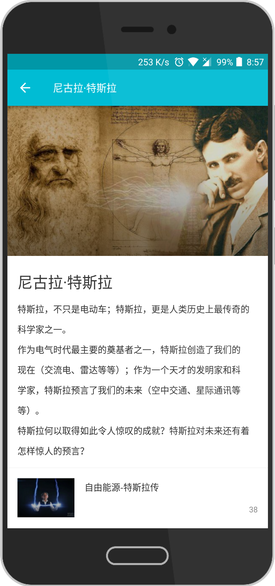 253 K/s 99% 8:57
尼古拉·特斯拉
尼古拉·特斯拉
特斯拉，不只是电动车；特斯拉，更是人类历史上最传奇的
科学家之一。
作为电气时代最主要的奠基者之一，特斯拉创造了我们的
现在（交流电、雷达等等）；作为一个天才的发明家和科
学家，特斯拉预言了我们的未来（空中交通、星际通讯等
等）。
特斯拉何以取得如此令人惊叹的成就？特斯拉对未来还有着
怎样惊人的预言？
自由能源-特斯拉传
38